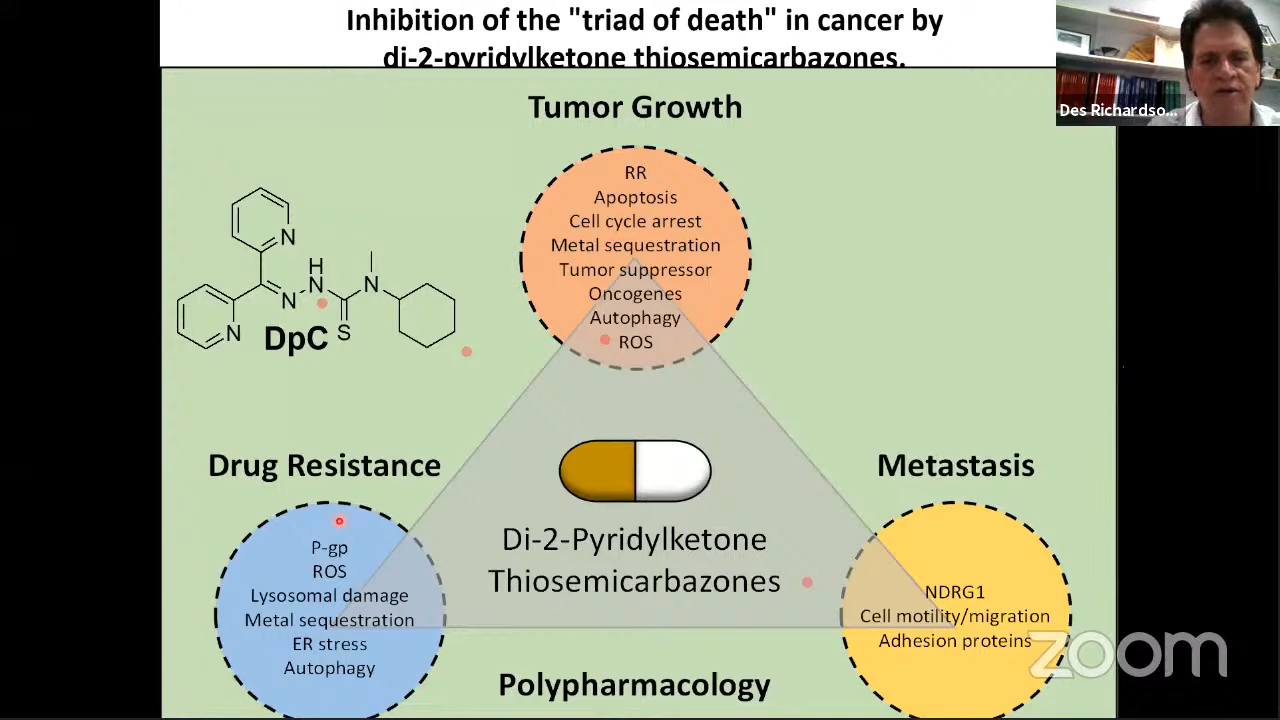 Inhibition of the "triad of death" in cancer by
di-2-pyridylketone thiosemicarbazones.
Des Richardso...
Tumor Growth
RR
Apoptosis
Cell cycle arrest
Metal sequestration
Tumor suppressor
Oncogenes
Autophagy
ROS
N
H
N
N
N
S
N
DpC
Drug Resistance
P-gp
ROS
Lysosomal damage
Metal sequestration
ER stress
Autophagy
Di-2-Pyridylketone
Thiosemicarbazones
Metastasis
NDRG1
Cell motility/migration
Adhesion proteins
Polypharmacology
zoom